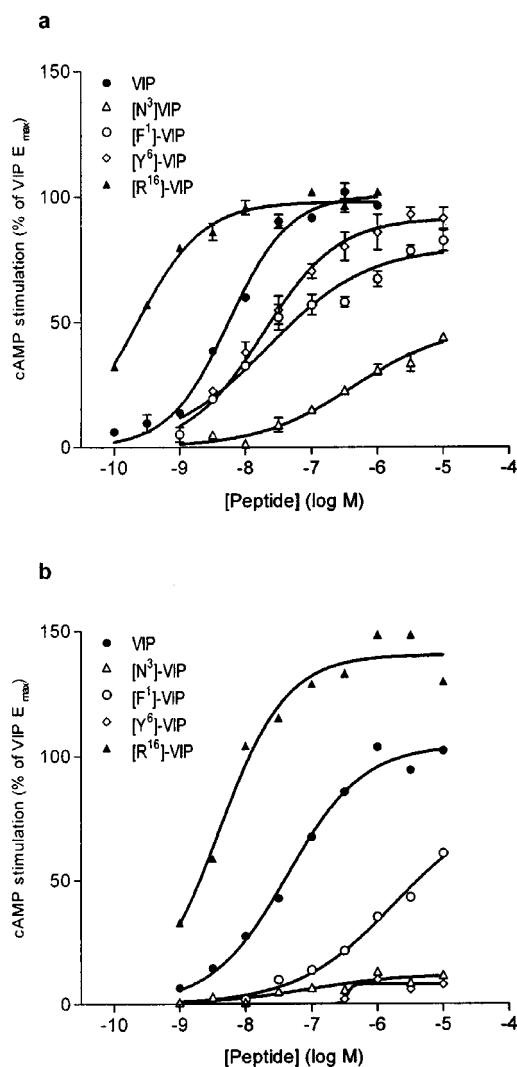 a
150
100
50
0
cAMP stimulation (% of VIP Emax)
VIP
[N³]VIP
[F¹]-VIP
[Y⁶]-VIP
[R¹⁶]-VIP
-10 -9 -8 -7 -6 -5
[Peptide] (log M)
b
150
100
50
0
cAMP stimulation (% of VIP Emax)
VIP
[N³]-VIP
[F¹]-VIP
[Y⁶]-VIP
[R¹⁶]-VIP
-10 -9 -8 -7 -6 -5
[Peptide] (log M)